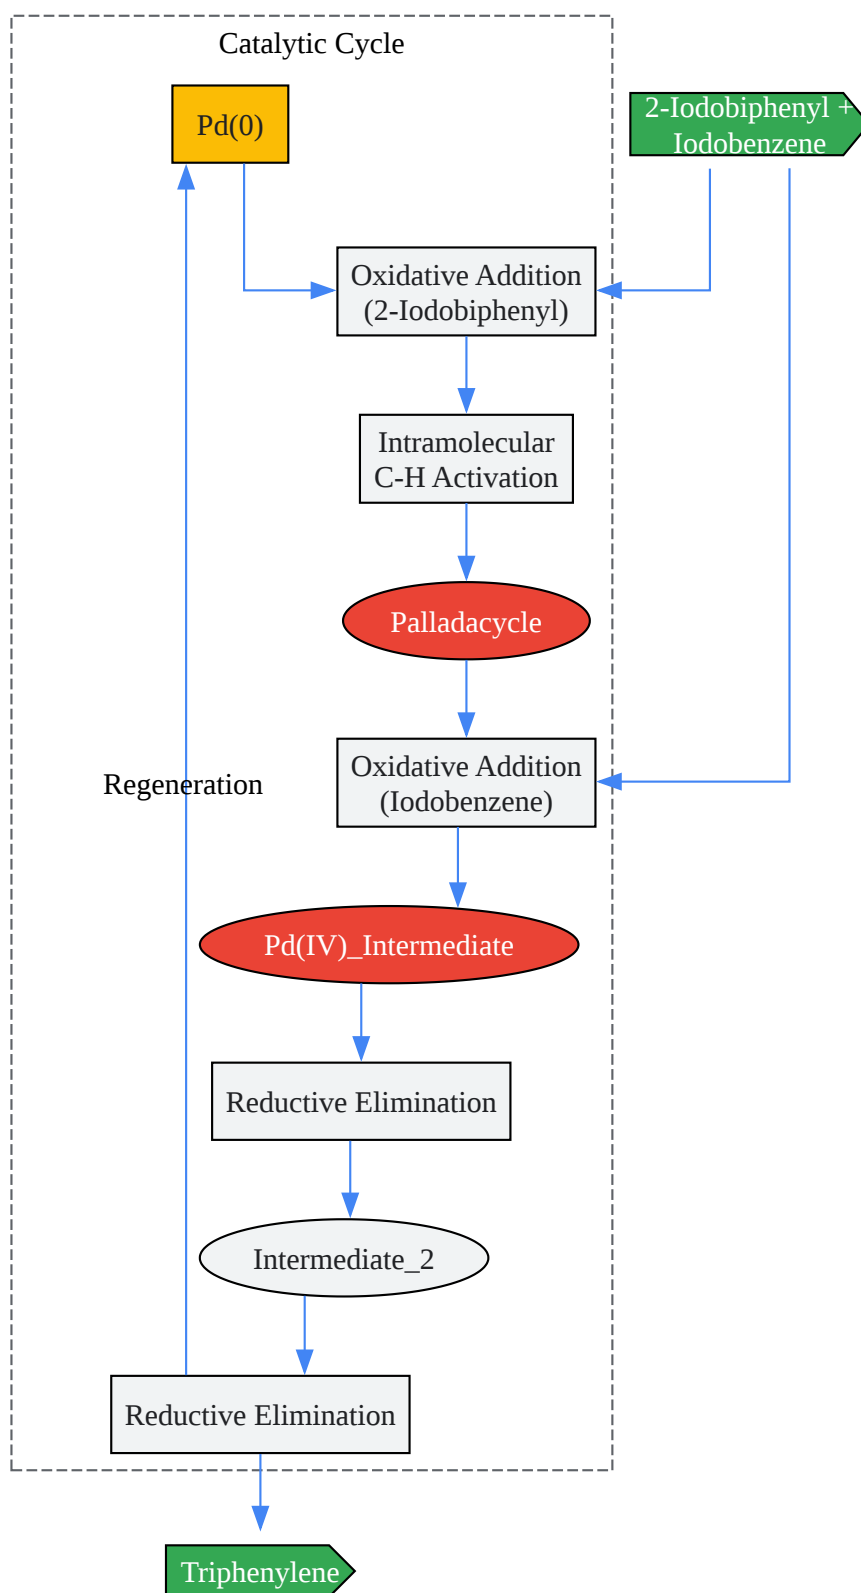 Catalytic Cycle
Pd(0)
2-Iodobiphenyl +
Iodobenzene
Oxidative Addition
(2-Iodobiphenyl)
Intramolecular
C-H Activation
Palladacycle
Oxidative Addition
(Iodobenzene)
Regeneration
Pd(IV)_Intermediate
Reductive Elimination
Intermediate_2
Reductive Elimination
Triphenylene